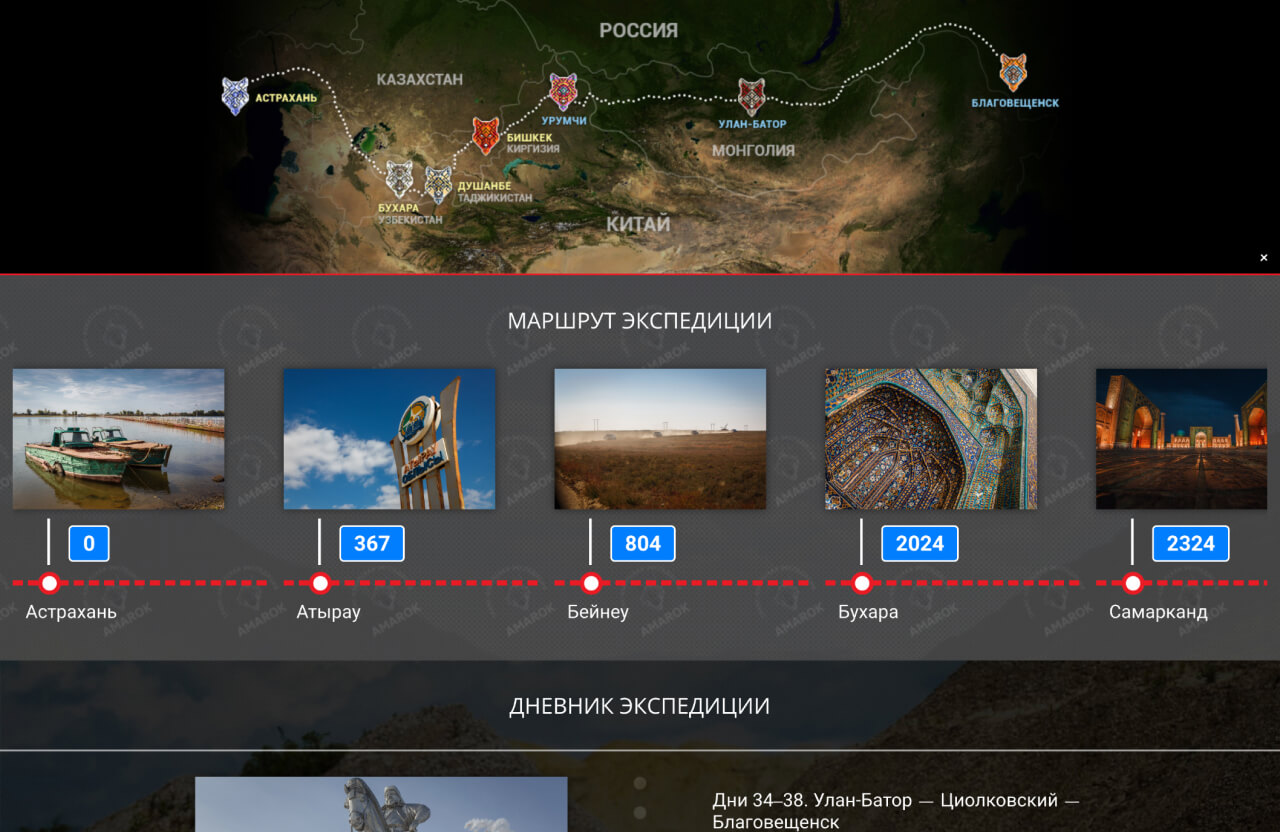 РОССИЯ
КАЗАХСТАН
АСТРАХАНЬ
БЛАГОВЕЩЕНСК
УРУМЧИ
УЛАН-БАТОР
БИШКЕК
КИРГИЗИЯ
МОНГОЛИЯ
ДУШАНБЕ
ТАДЖИКИСТАН
БУХАРА
УЗБЕКИСТАН
КИТАЙ
×
МАРШРУТ ЭКСПЕДИЦИИ
AMAROK
0
367
804
2024
2324
Астрахань
Атырау
Бейнеу
Бухара
Самарканд
ДНЕВНИК ЭКСПЕДИЦИИ
Дни 34–38. Улан-Батор — Циолковский —
Благовещенск